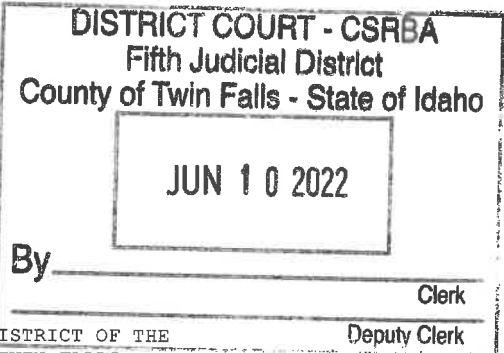 DISTRICT COURT - CSRBA
Fifth Judicial District
County of Twin Falls - State of Idaho
JUN 10 2022
By
Clerk
Deputy Clerk
ISTRICT OF THE